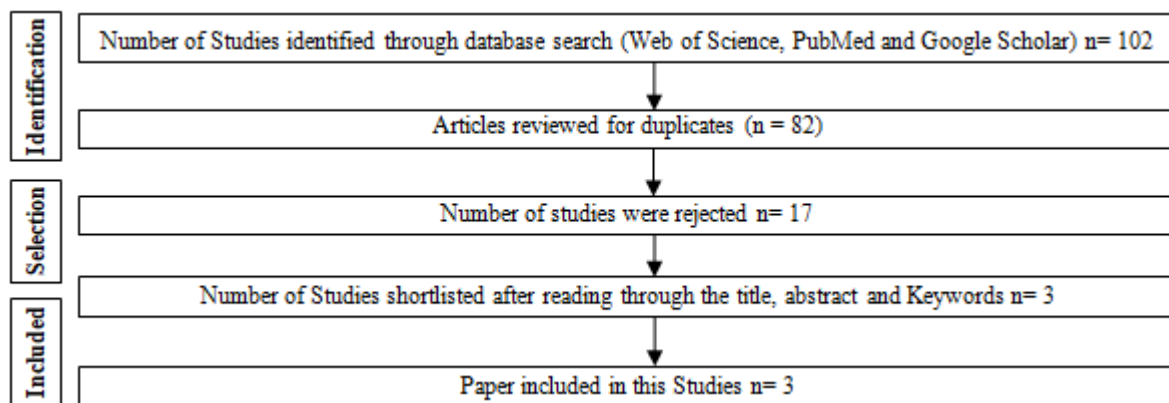 Identification
Number of Studies identified through database search (Web of Science, PubMed and Google Scholar) n= 102
Articles reviewed for duplicates (n = 82)
Selection
Number of studies were rejected n= 17
Number of Studies shortlisted after reading through the title, abstract and Keywords n= 3
Included
Paper included in this Studies n= 3